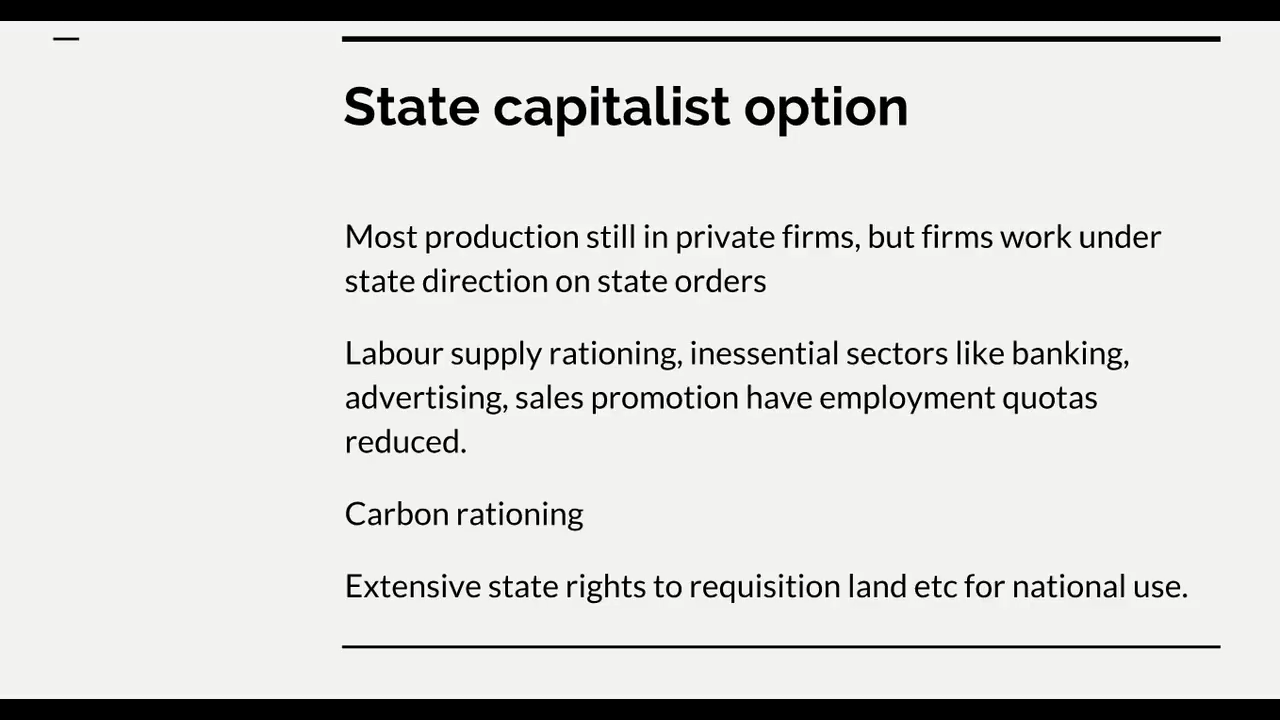 State capitalist option
Most production still in private firms, but firms work under
state direction on state orders
Labour supply rationing, inessential sectors like banking,
advertising, sales promotion have employment quotas
reduced.
Carbon rationing
Extensive state rights to requisition land etc for national use.